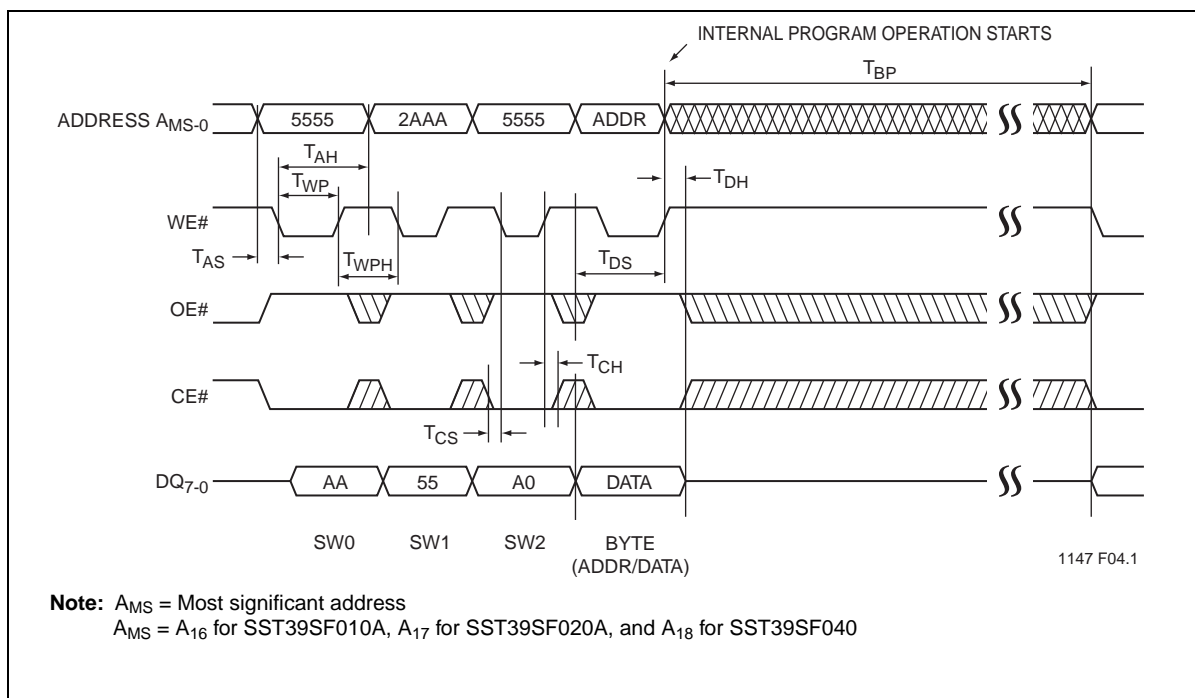 INTERNAL PROGRAM OPERATION STARTS
TBP
ADDRESS AMS-0
5555 2AAA 5555 ADDR
TAH
TWP
TDH
WE#
TAS
TWPH
TDS
OE#
TCH
CE#
TCS
DQ7-0
AA 55 A0 DATA
SW0 SW1 SW2 BYTE
(ADDR/DATA)
1147 F04.1
Note: AMS = Most significant address
AMS = A16 for SST39SF010A, A17 for SST39SF020A, and A18 for SST39SF040